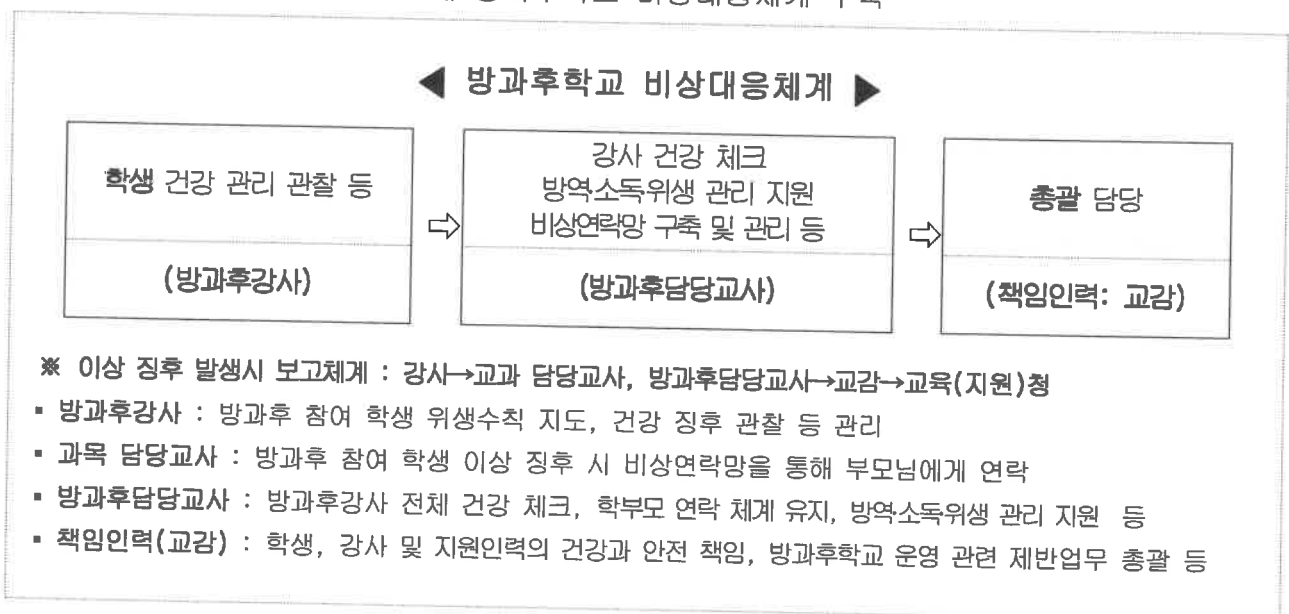 비상대응체계 구축
◀ 방과후학교 비상대응체계 ▶
학생 건강 관리 관찰 등
(방과후강사)
⇨
강사 건강 체크
방역·소독·위생 관리 지원
비상연락망 구축 및 관리 등
(방과후담당교사)
⇨
총괄 담당
(책임인력: 교감)
※ 이상 징후 발생시 보고체계 : 강사→교과 담당교사, 방과후담당교사→교감→교육(지원)청
▪ 방과후강사 : 방과후 참여 학생 위생수칙 지도, 건강 징후 관찰 등 관리
▪ 과목 담당교사 : 방과후 참여 학생 이상 징후 시 비상연락망을 통해 부모님에게 연락
▪ 방과후담당교사 : 방과후강사 전체 건강 체크, 학부모 연락 체계 유지, 방역·소독·위생 관리 지원 등
▪ 책임인력(교감) : 학생, 강사 및 지원인력의 건강과 안전 책임, 방과후학교 운영 관련 제반업무 총괄 등